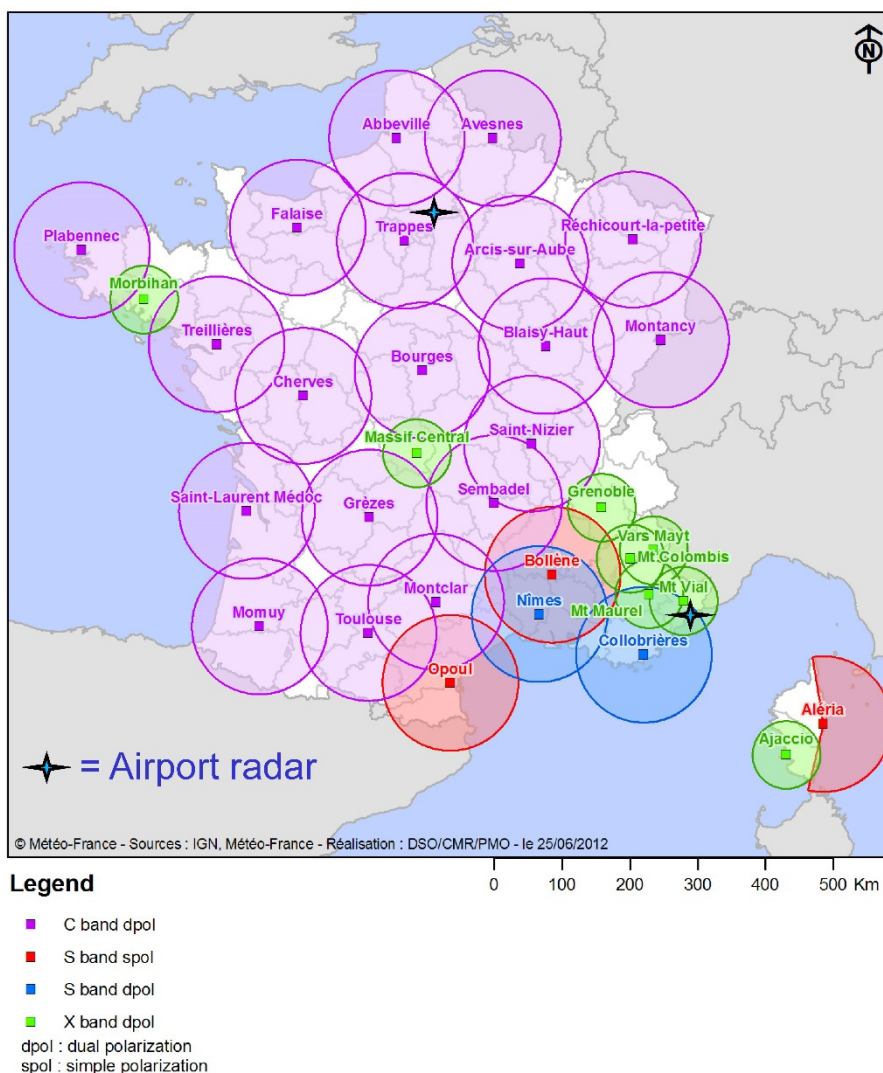 N
Abbeville
Avesnes
Falaise
Trappes
Réchicourt-la-petite
Plabennec
Arcis-sur-Aube
Morbihan
Treillières
Blaisy-Haut
Montancy
Bourges
Cherves
Massif Central
Saint-Nizier
Saint-Laurent Médoc
Grèzes
Sembadel
Grenoble
Vars Mayt
Mt Colombis
Bollène
Montclar
Nîmes
Mt Vial
Mt Maurel
Momuy
Toulouse
Collobrières
Opoul
Aléria
Ajaccio
= Airport radar
© Météo-France - Sources : IGN, Météo-France - Réalisation : DSO/CMR/PMO - le 25/06/2012
Legend
0 100 200 290 400 500 Km
C band dpol
S band spol
S band dpol
X band dpol
dpol : dual polarization
spol : simple polarization